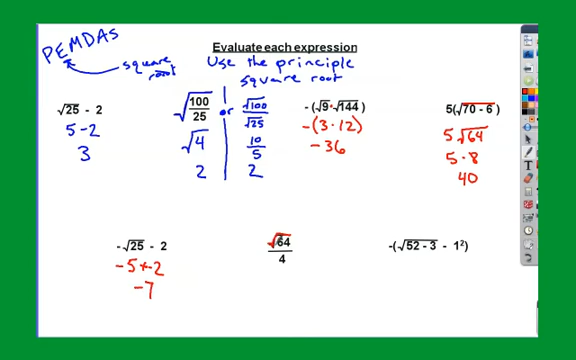 PEMDAS
square root
Evaluate each expression
Use the principle
square root
√25 - 2
5 - 2
3
√100/25 or √100/√25
√4 10/5
2 2
-(√9 · √144)
-(3 · 12)
-36
5(√70 - 6)
5√64
5 · 8
40
-√25 - 2
-5 + -2
-7
√64/4
-(√52 - 3 - 1²)